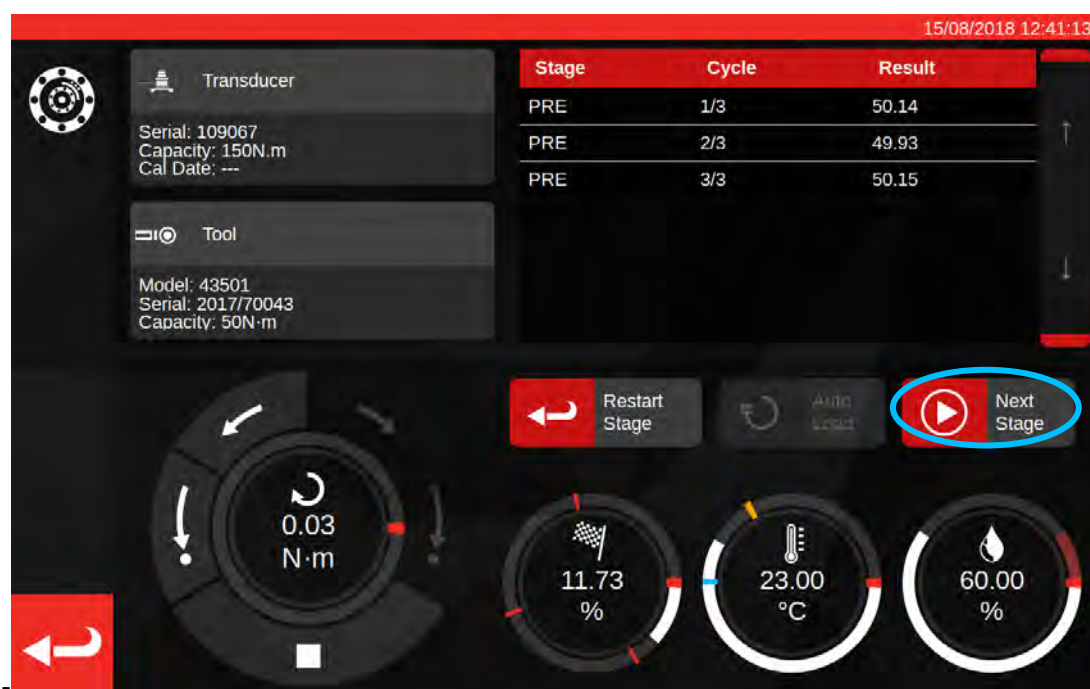 15/08/2018 12:41:13
Transducer
Serial: 109067
Capacity: 150N.m
Cal Date: ---
Tool
Model: 43501
Serial: 2017/70043
Capacity: 50N·m
Stage Cycle Result
PRE 1/3 50.14
PRE 2/3 49.93
PRE 3/3 50.15
Restart
Stage
Auto
Load
Next
Stage
0.03
N·m
11.73
%
23.00
°C
60.00
%